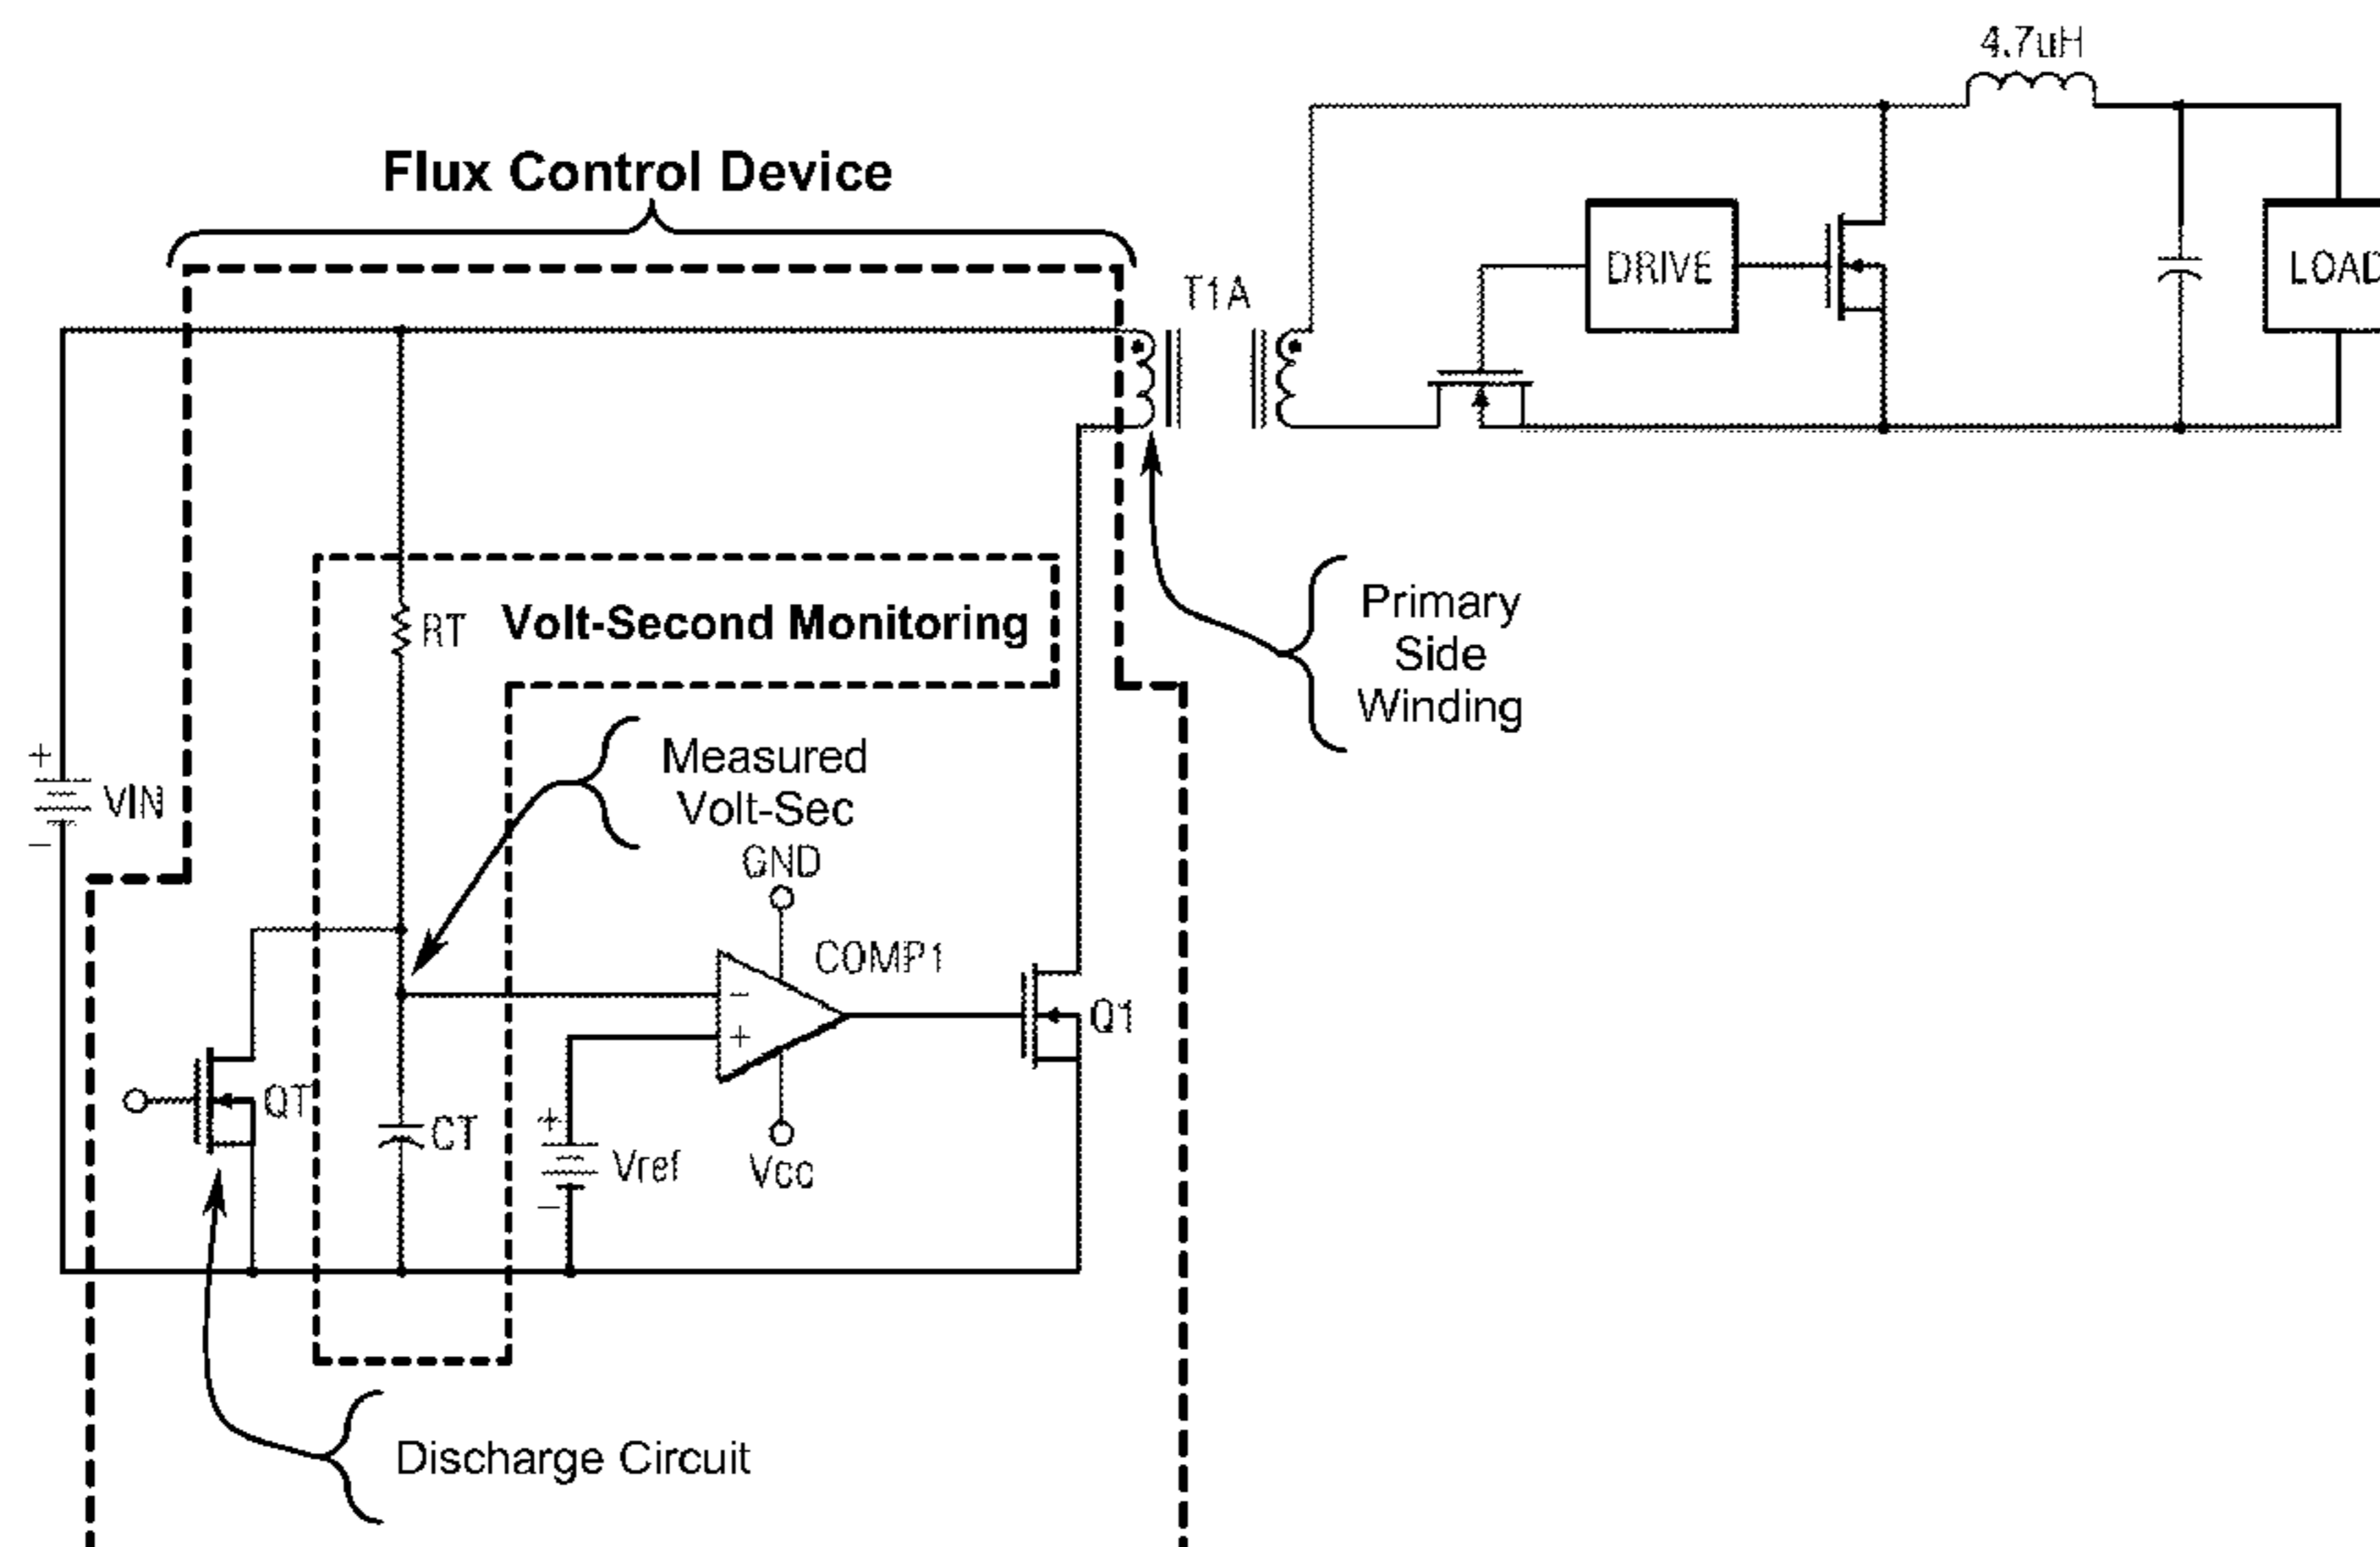 4.7uH
Flux Control Device
T1A
DRIVE
LOAD
RT
Volt-Second Monitoring
Primary
Side
Winding
Measured
Volt-Sec
+
VIN
−
GND
COMP1
−
+
Q1
QT
CT
+
Vref
−
Vcc
Discharge Circuit